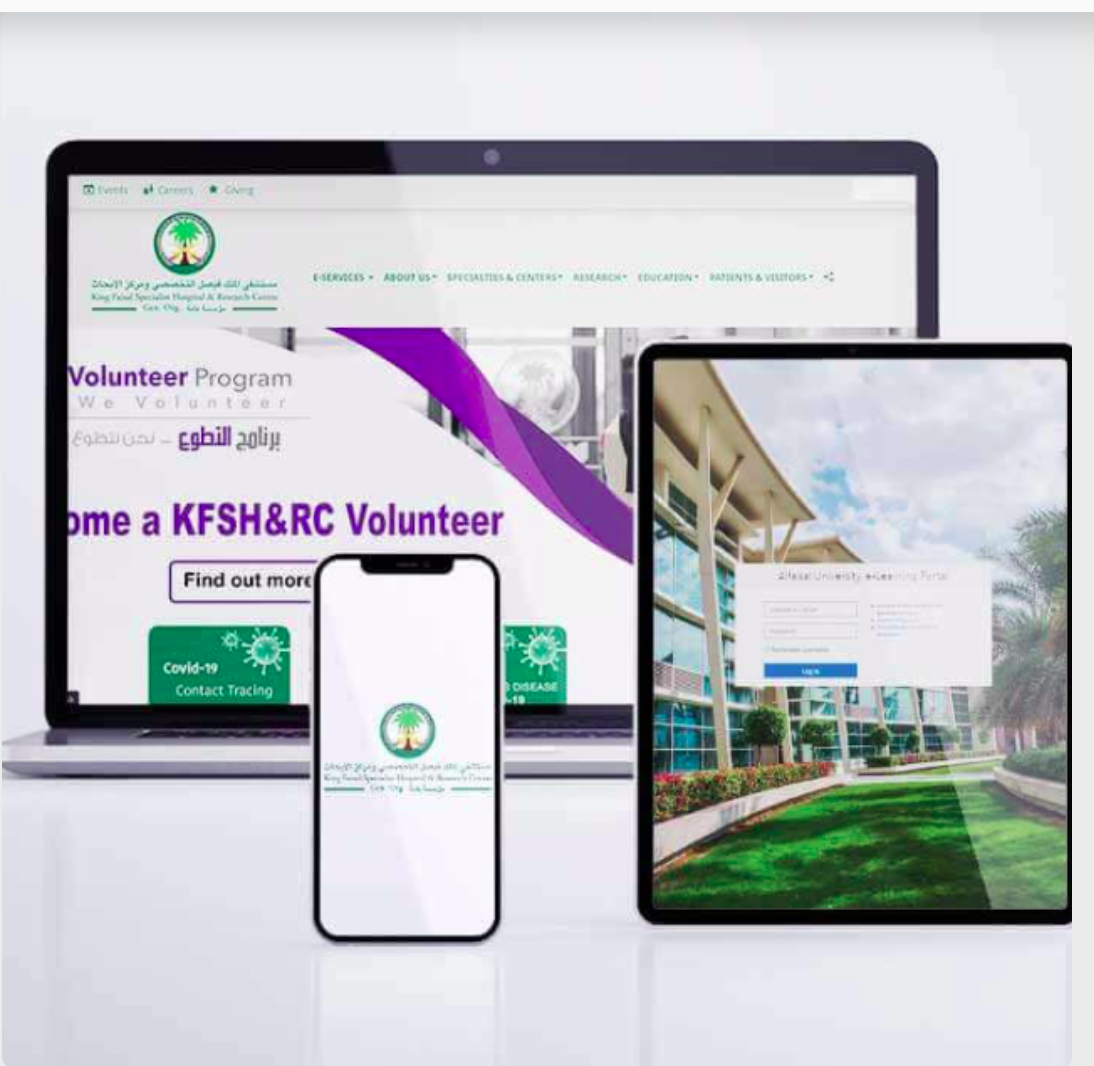 Events Careers Giving
مستشفى الملك فيصل التخصصي ومركز الأبحاث
King Faisal Specialist Hospital & Research Centre
Gen. Org. مؤسسة عامة
E-SERVICES ABOUT US SPECIALTIES & CENTERS RESEARCH EDUCATION PATIENTS & VISITORS
Volunteer Program
We Volunteer
برنامج التطوع – نحن نتطوع
ome a KFSH&RC Volunteer
Find out more
Covid-19
Contact Tracing
DISEASE
-19
مستشفى الملك فيصل التخصصي ومركز الأبحاث
King Faisal Specialist Hospital & Research Centre
Gen. Org. مؤسسة عامة
Alfaisal University e-Learning Portal
Remember username
Log in